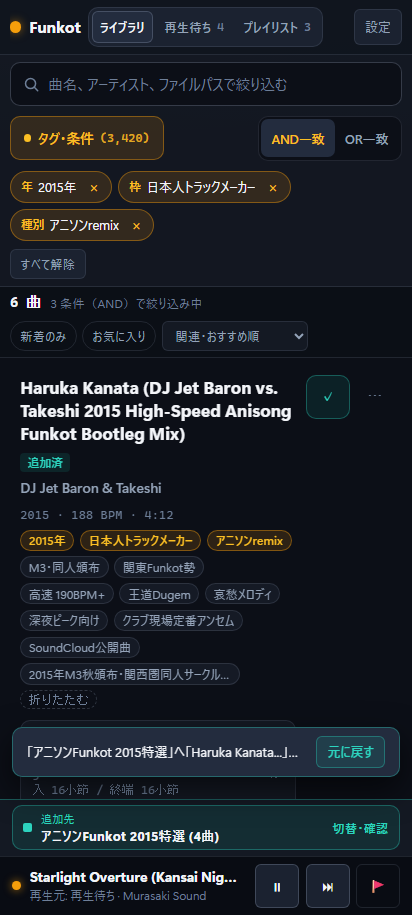 Funkot ライブラリ 再生待ち 4 プレイリスト 3 設定
曲名、アーティスト、ファイルパスで絞り込む
タグ・条件 (3,420) AND一致 OR一致
年 2015年 × 枠 日本人トラックメーカー ×
種別 アニソンremix ×
すべて解除
6 曲 3 条件（AND）で絞り込み中
新着のみ お気に入り 関連・おすすめ順
Haruka Kanata (DJ Jet Baron vs.
Takeshi 2015 High-Speed Anisong
Funkot Bootleg Mix)
✓ ...
追加済
DJ Jet Baron & Takeshi
2015 · 188 BPM · 4:12
2015年 日本人トラックメーカー アニソンremix
M3・同人頒布 関東Funkot勢
高速 190BPM+ 王道Dugem 哀愁メロディ
深夜ピーク向け クラブ現場定番アンセム
SoundCloud公開曲
2015年M3秋頒布・関西圏同人サークル…
折りたたむ
「アニソンFunkot 2015特選」へ「Haruka Kanata...」... 元に戻す
入 16小節 / 終端 16小節
追加先
アニソンFunkot 2015特選 (4曲) 切替・確認
Starlight Overture (Kansai Nig...
再生元: 再生待ち · Murasaki Sound